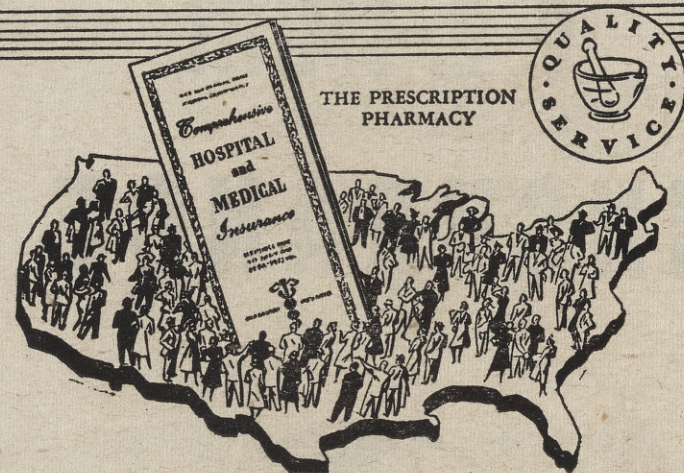 Comprehensive
HOSPITAL
and
MEDICAL
Insurance
THE PRESCRIPTION
PHARMACY
QUALITY
SERVICE